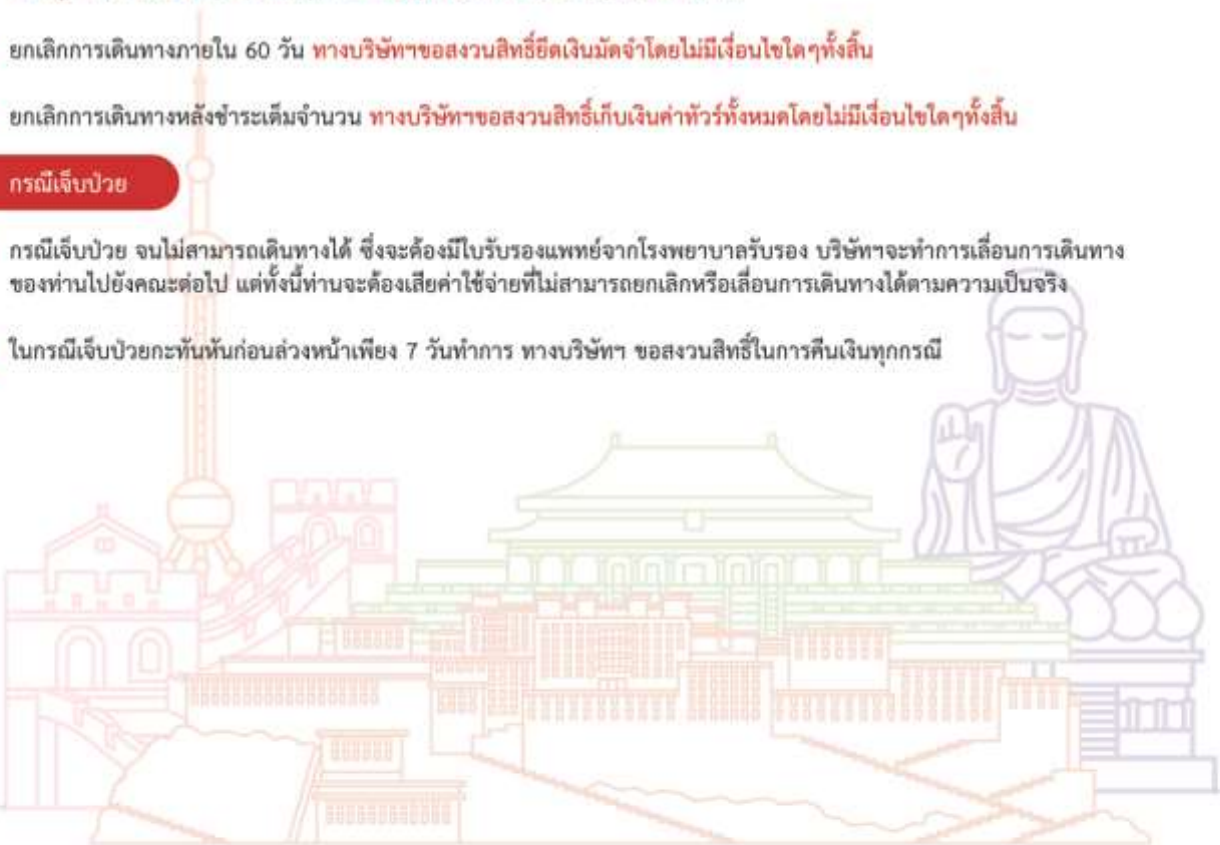 ยกเลิกการเดินทางภายใน 60 วัน ทางบริษัทฯขอสงวนสิทธิ์ยึดเงินมัดจำโดยไม่มีเงื่อนไขใดๆทั้งสิ้น
ยกเลิกการเดินทางหลังชำระเต็มจำนวน ทางบริษัทฯขอสงวนสิทธิ์เก็บเงินค่าทัวร์ทั้งหมดโดยไม่มีเงื่อนไขใดๆทั้งสิ้น
กรณีเจ็บป่วย
กรณีเจ็บป่วย จนไม่สามารถเดินทางได้ ซึ่งจะต้องมีใบรับรองแพทย์จากโรงพยาบาลรับรอง บริษัทฯจะทำการเลื่อนการเดินทาง
ของท่านไปยังคณะต่อไป แต่ทั้งนี้ท่านจะต้องเสียค่าใช้จ่ายที่ไม่สามารถยกเลิกหรือเลื่อนการเดินทางได้ตามความเป็นจริง
ในกรณีเจ็บป่วยกะทันหันก่อนล่วงหน้าเพียง 7 วันทำการ ทางบริษัทฯ ขอสงวนสิทธิ์ในการคืนเงินทุกกรณี